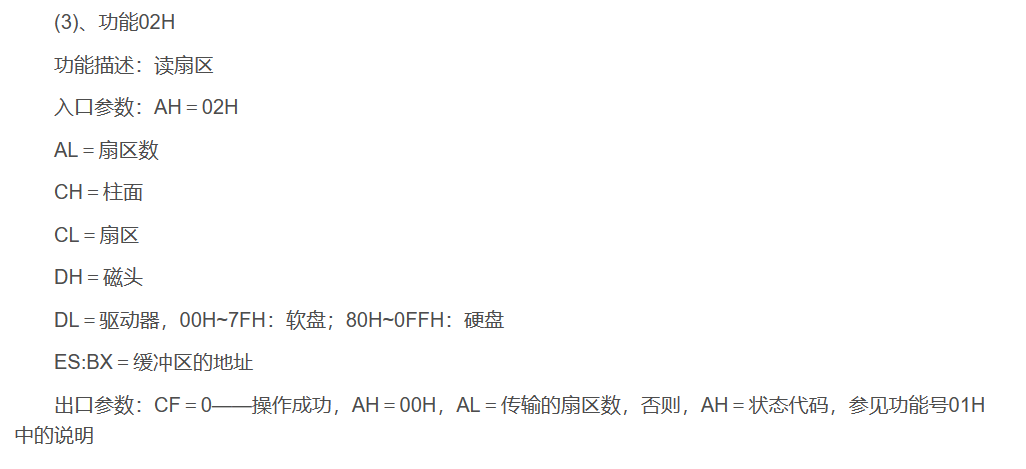 (3)、功能02H
功能描述：读扇区
入口参数：AH＝02H
AL＝扇区数
CH＝柱面
CL＝扇区
DH＝磁头
DL＝驱动器，00H~7FH：软盘；80H~0FFH：硬盘
ES:BX＝缓冲区的地址
出口参数：CF＝0——操作成功，AH＝00H，AL＝传输的扇区数，否则，AH＝状态代码，参见功能号01H
中的说明